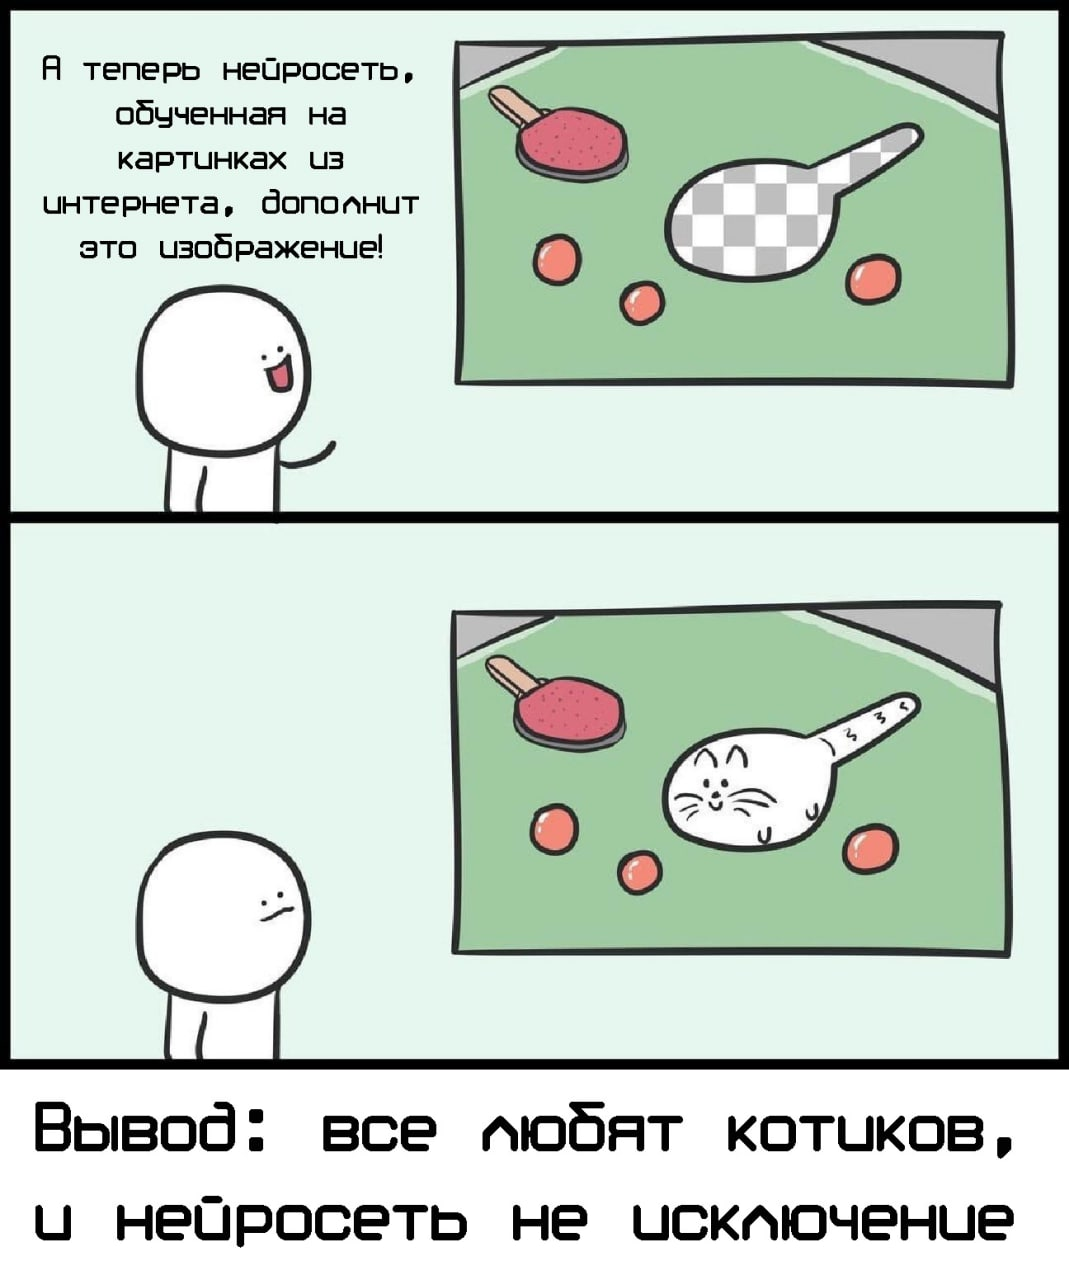 А теперь нейросеть,
обученная на
картинках из
интернета, дополнит
это изображение!
Вывод: все любят котиков,
и нейросеть не исключение